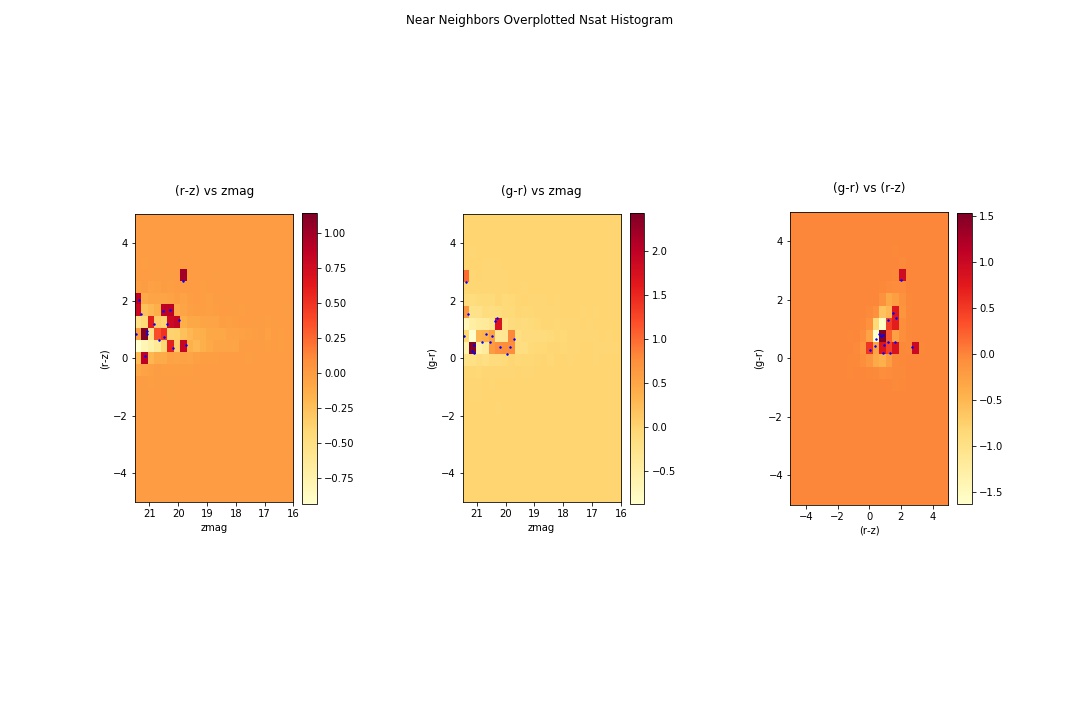 Near Neighbors Overplotted Nsat Histogram
(r-z) vs zmag
(g-r) vs zmag
(g-r) vs (r-z)
4
2
0
−2
−4
(r-z)
21 20 19 18 17 16
zmag
1.00
0.75
0.50
0.25
0.00
−0.25
−0.50
−0.75
4
2
0
−2
−4
(g-r)
21 20 19 18 17 16
zmag
2.0
1.5
1.0
0.5
0.0
−0.5
4
2
0
−2
−4
(g-r)
−4 −2 0 2 4
(r-z)
1.5
1.0
0.5
0.0
−0.5
−1.0
−1.5